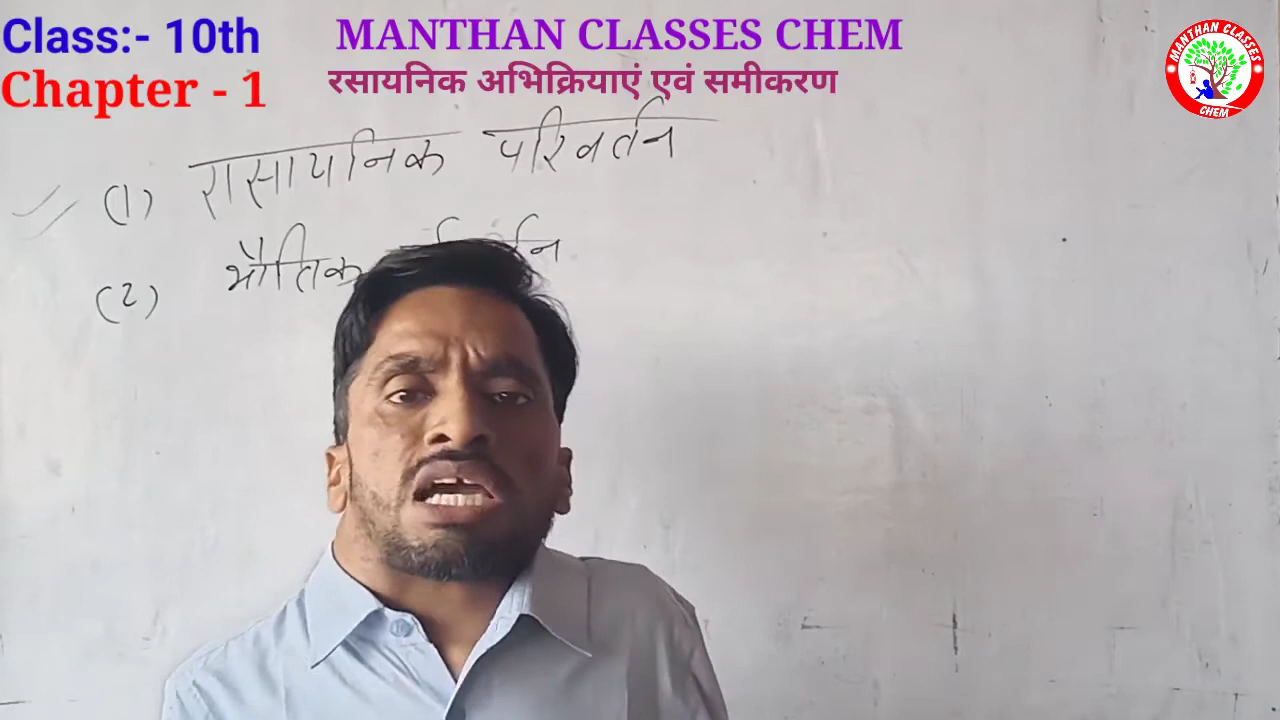 Class:- 10th
MANTHAN CLASSES CHEM
Chapter - 1
रसायनिक अभिक्रियाएं एवं समीकरण
MANTHAN CLASSES
CHEM
(1) रासायनिक परिवर्तन
(2) भौतिक